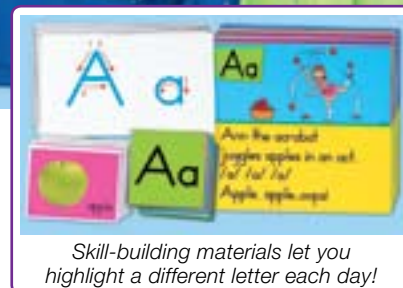 A a
Aa
Ann the acrobat
juggles apples in an act.
/a/ /a/ /a/
Apple, apple, oops!
apple
Aa
Skill-building materials let you
highlight a different letter each day!